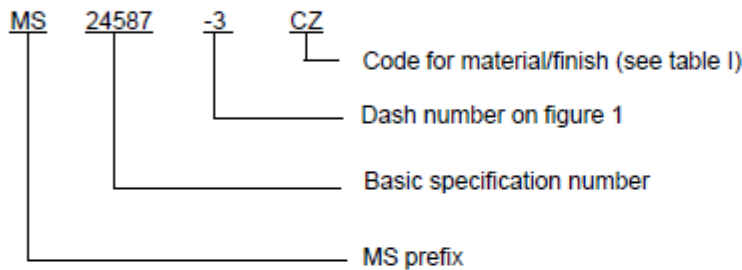 MS 24587 -3 CZ
Code for material/finish (see table I)
Dash number on figure 1
Basic specification number
MS prefix